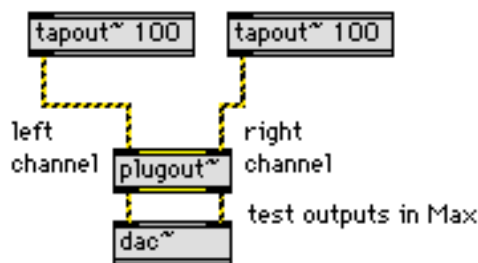 tapout~ 100
tapout~ 100
left
channel
right
channel
plugout~
test outputs in Max
dac~